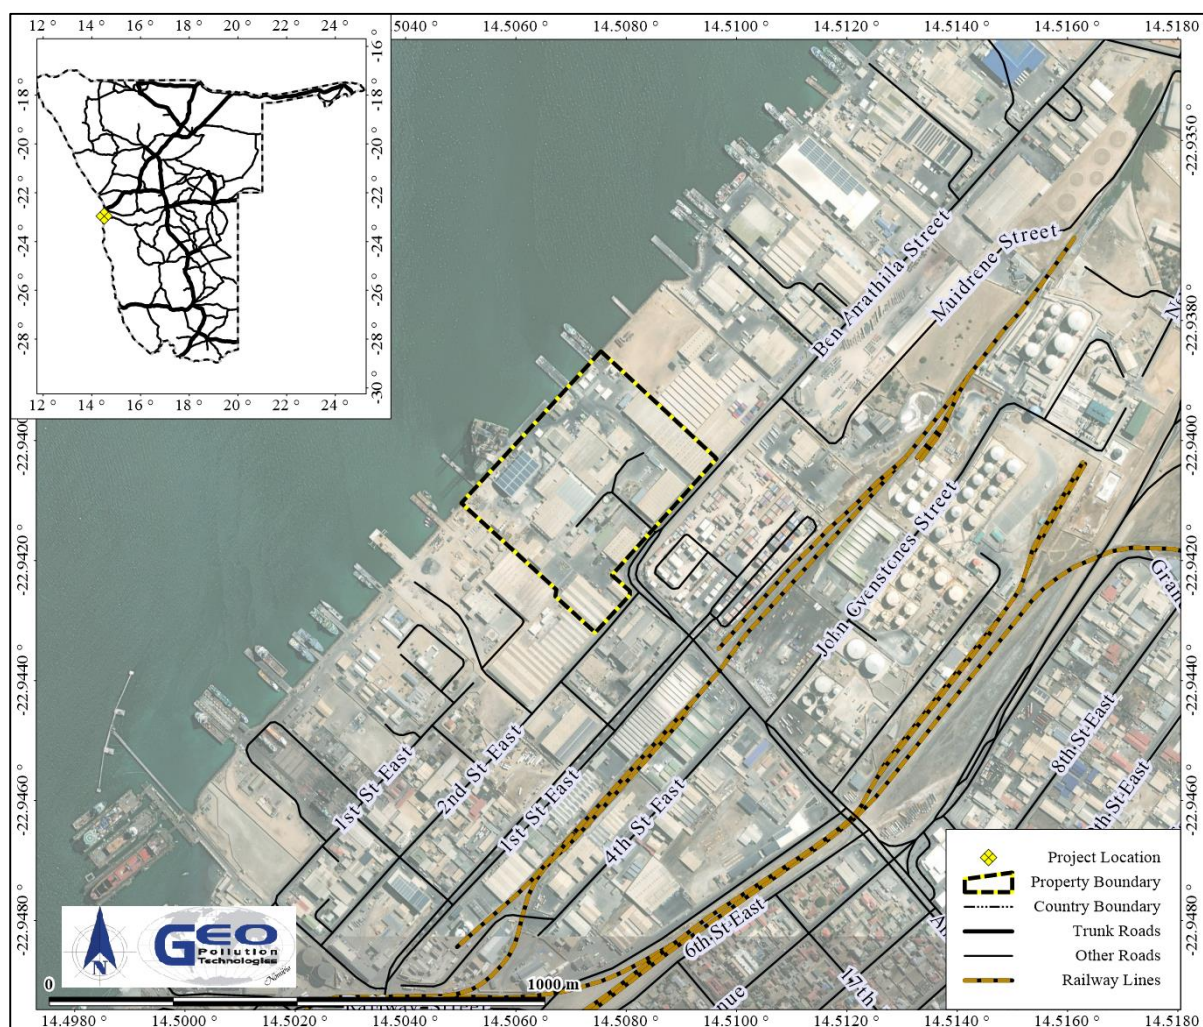 12 °
14 °
16 °
18 °
20 °
22 °
24 °
-16 °
-18 °
-20 °
-22 °
-24 °
-26 °
-28 °
-18 °
-20 °
-22 °
-24 °
-26 °
-28 °
-30 °
12 °
14 °
16 °
18 °
20 °
22 °
24 °
5040 °
14.5060 °
14.5080 °
14.5100 °
14.5120 °
14.5140 °
14.5160 °
14.5180
-22.9380 °
-22.9400 °
-22.9420 °
-22.9440 °
-22.9460 °
-22.9480 °
-22.9400 °
-22.9420 °
-22.9440 °
-22.9460 °
-22.9480 °
Ben Amathila Street
Muidrene Street
John Ovenstones Street
1st St East
2nd St East
1st St East
4th St East
6th St East
8th St East
9th St East
17th
Project Location
Property Boundary
Country Boundary
Trunk Roads
Other Roads
Railway Lines
N
GEO
Pollution
Technologies
Namibia
0
1000 m
14.4980 °
14.5000 °
14.5020 °
14.5040 °
14.5060 °
14.5080 °
14.5100 °
14.5120 °
14.5140 °
14.5160 °
14.5180